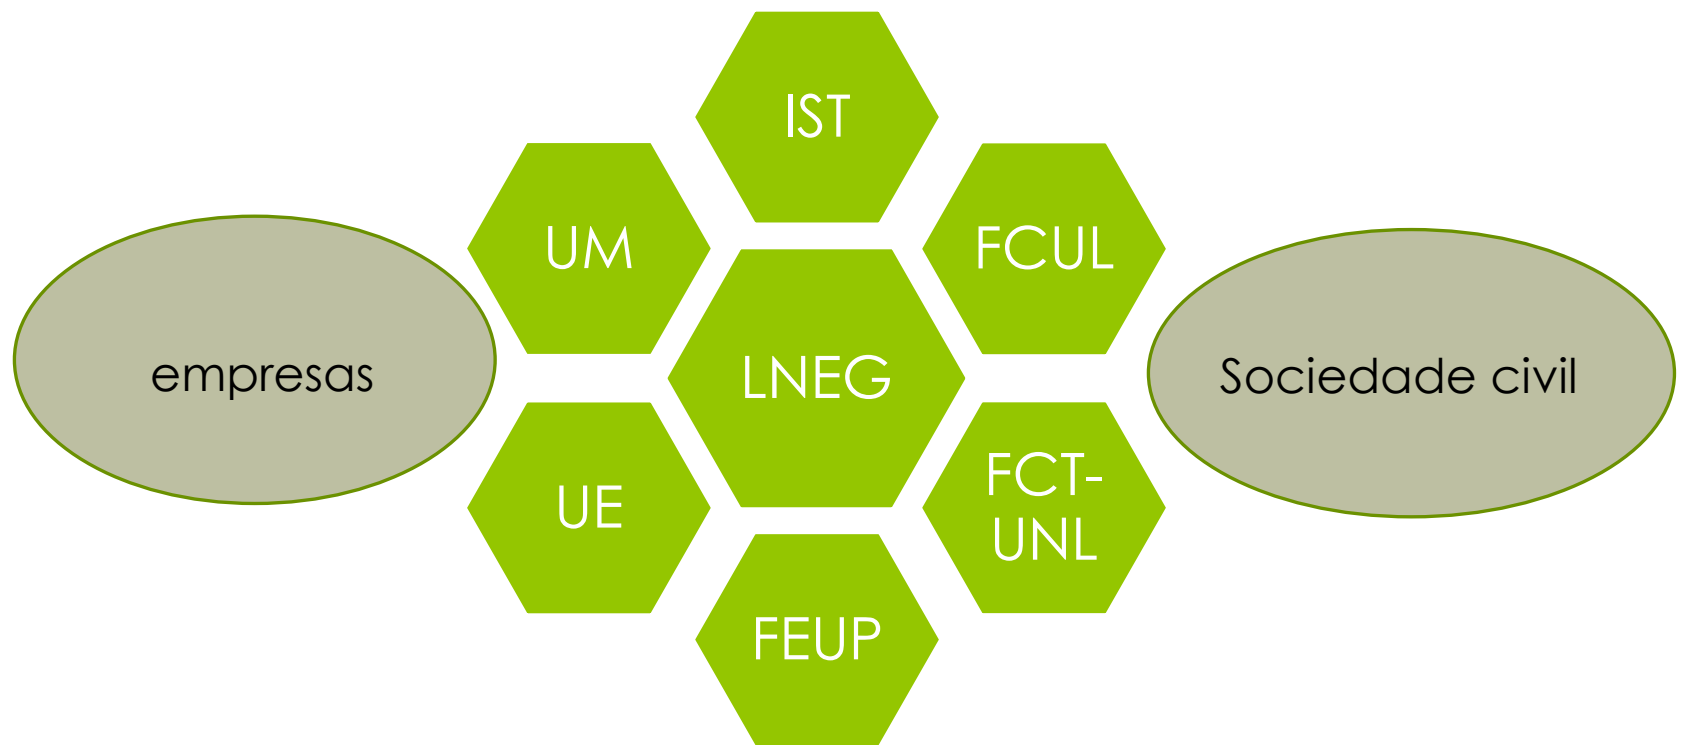 IST
UM
FCUL
empresas
LNEG
Sociedade civil
UE
FCT-
UNL
FEUP